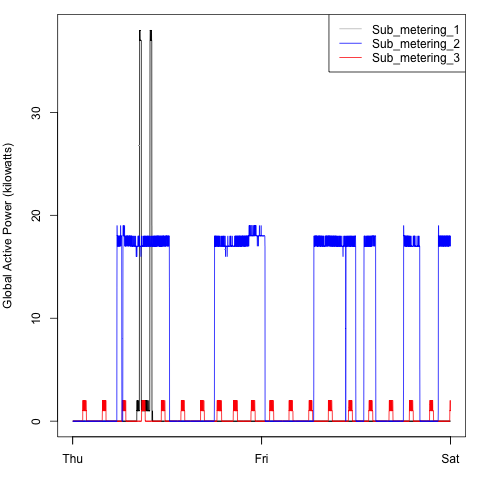 Sub_metering_1
Sub_metering_2
Sub_metering_3
Global Active Power (kilowatts)
30
20
10
0
Thu Fri Sat